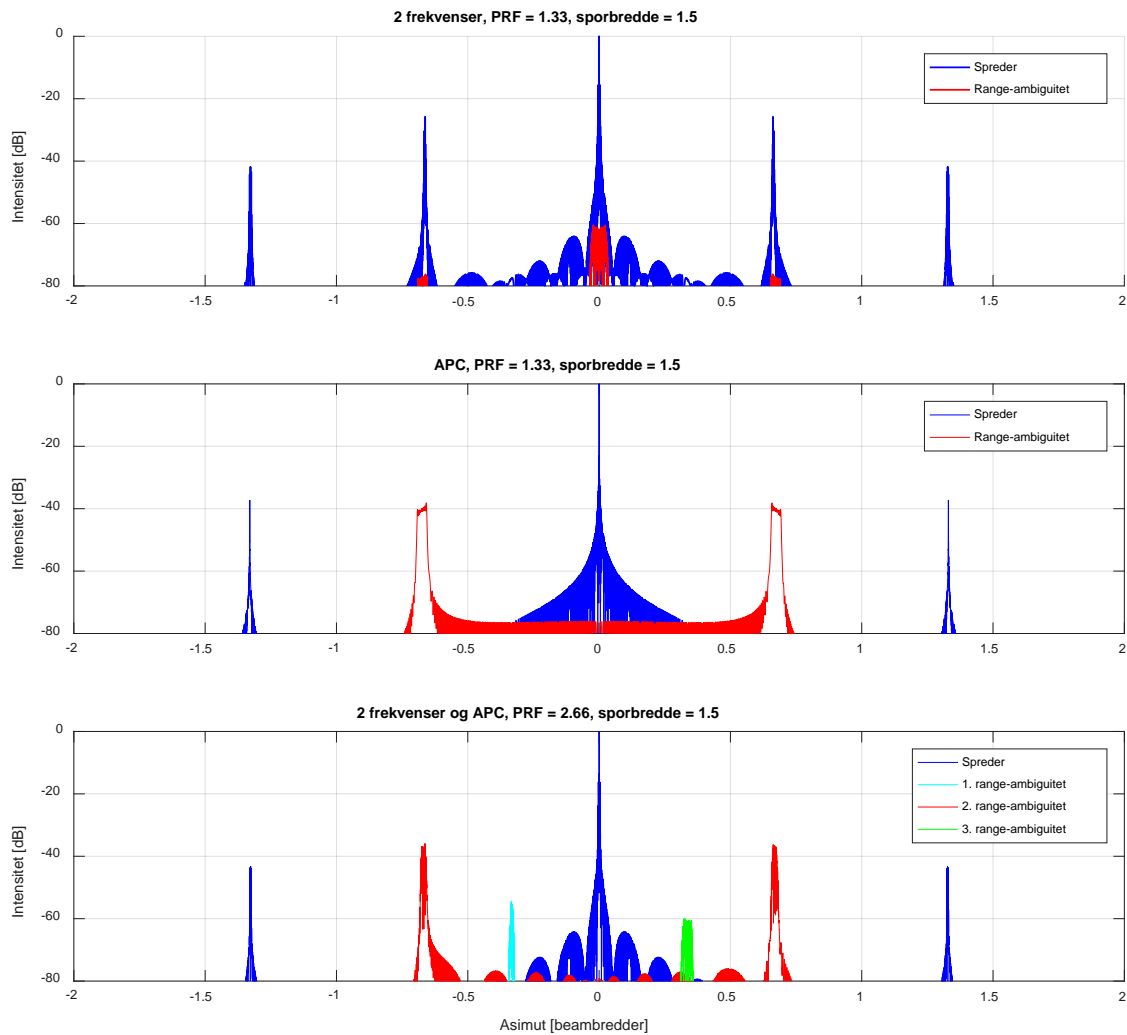 2 frekvenser, PRF = 1.33, sporbredde = 1.5
Intensitet [dB]
0
-20
-40
-60
-80
-2
-1.5
-1
-0.5
0
0.5
1
1.5
2
Spreder
Range-ambiguitet
APC, PRF = 1.33, sporbredde = 1.5
Intensitet [dB]
0
-20
-40
-60
-80
-2
-1.5
-1
-0.5
0
0.5
1
1.5
2
Spreder
Range-ambiguitet
2 frekvenser og APC, PRF = 2.66, sporbredde = 1.5
Intensitet [dB]
0
-20
-40
-60
-80
-2
-1.5
-1
-0.5
0
0.5
1
1.5
2
Spreder
1. range-ambiguitet
2. range-ambiguitet
3. range-ambiguitet
Asimut [beambredder]